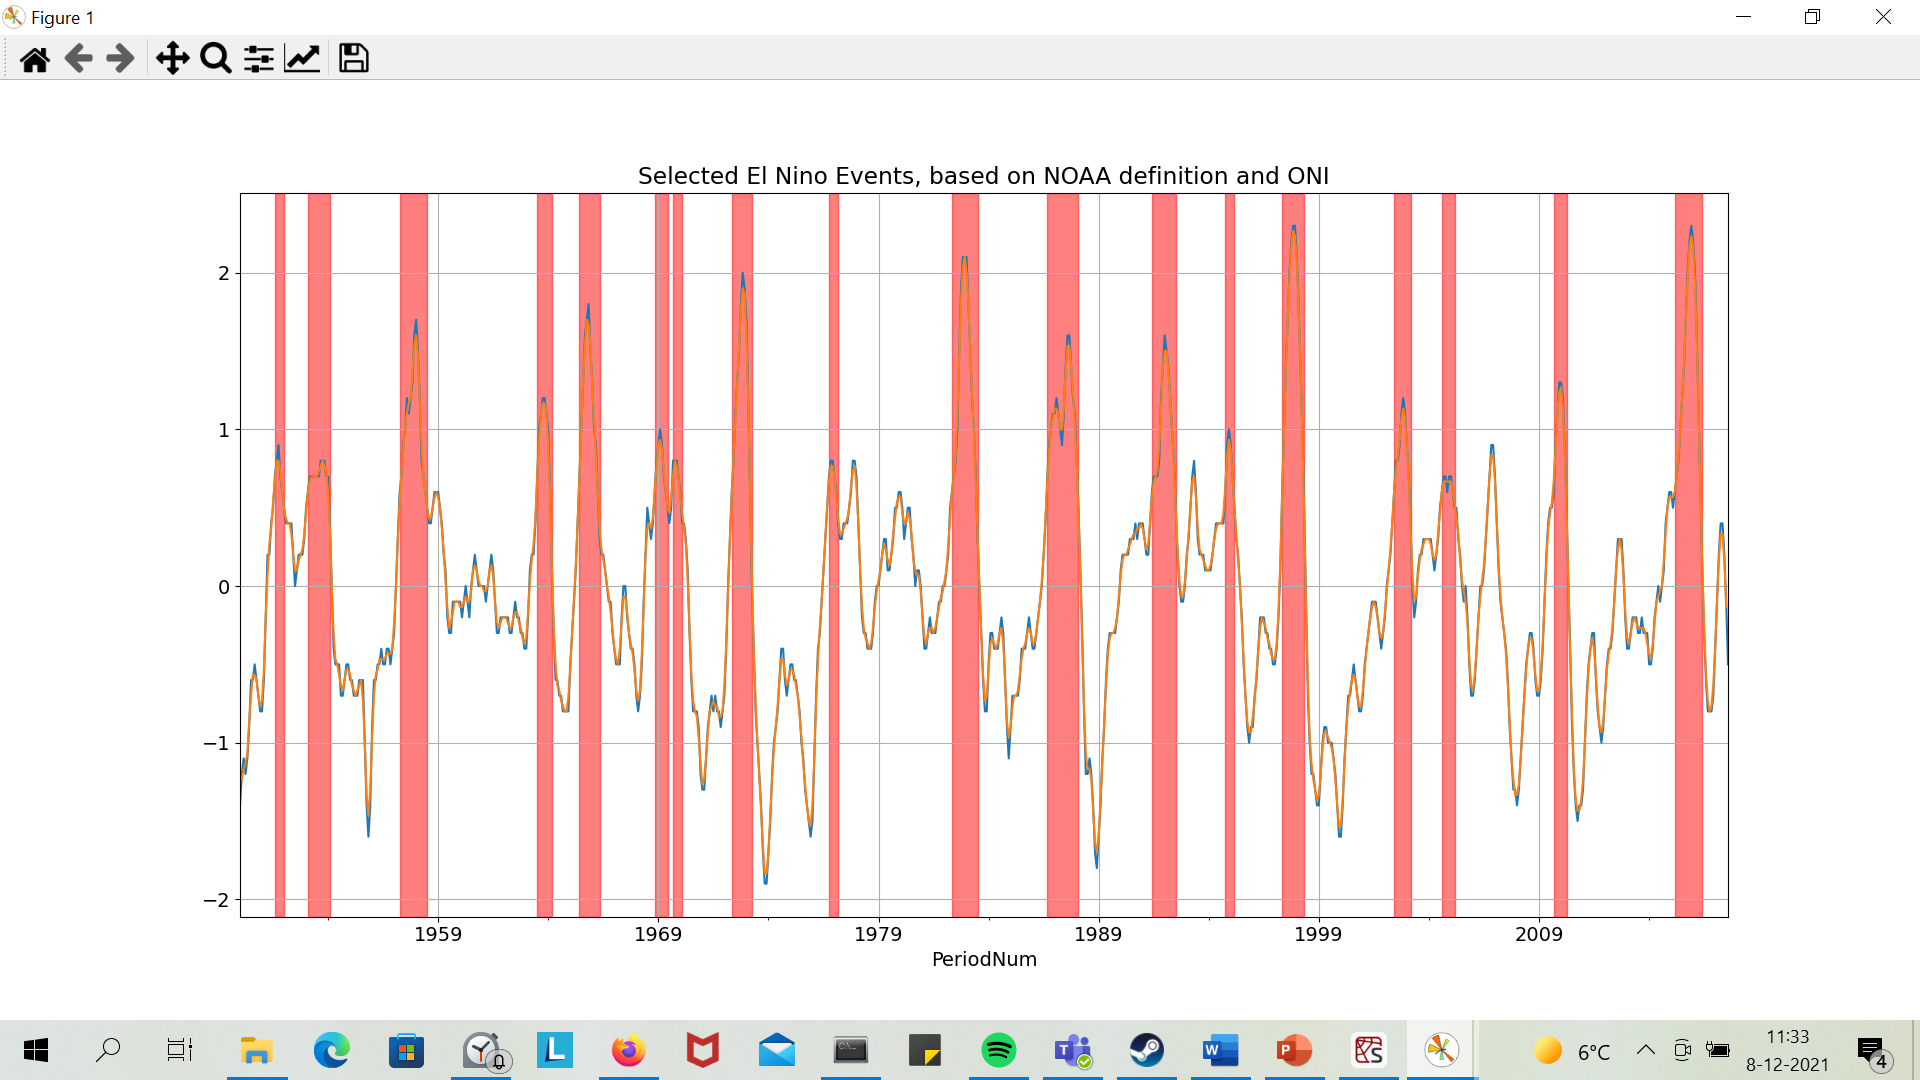 Figure 1
Selected El Nino Events, based on NOAA definition and ONI
2
1
0
−1
−2
1959 1969 1979 1989 1999 2009
PeriodNum
6°C
11:33
8-12-2021
4